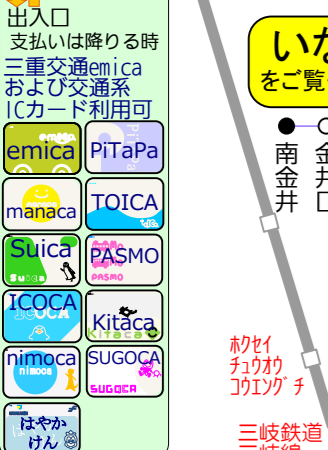 出入口
支払いは降りる時
三重交通emica
および交通系
ICカード利用可
emica
PiTaPa
manaca
TOICA
Suica
PASMO
ICOCA
Kitaca
nimoca
SUGOCA
はやか
けん
いな
をご覧
南金井
金井口
ホクセイ
チュウオウ
コウエングチ
三岐鉄道